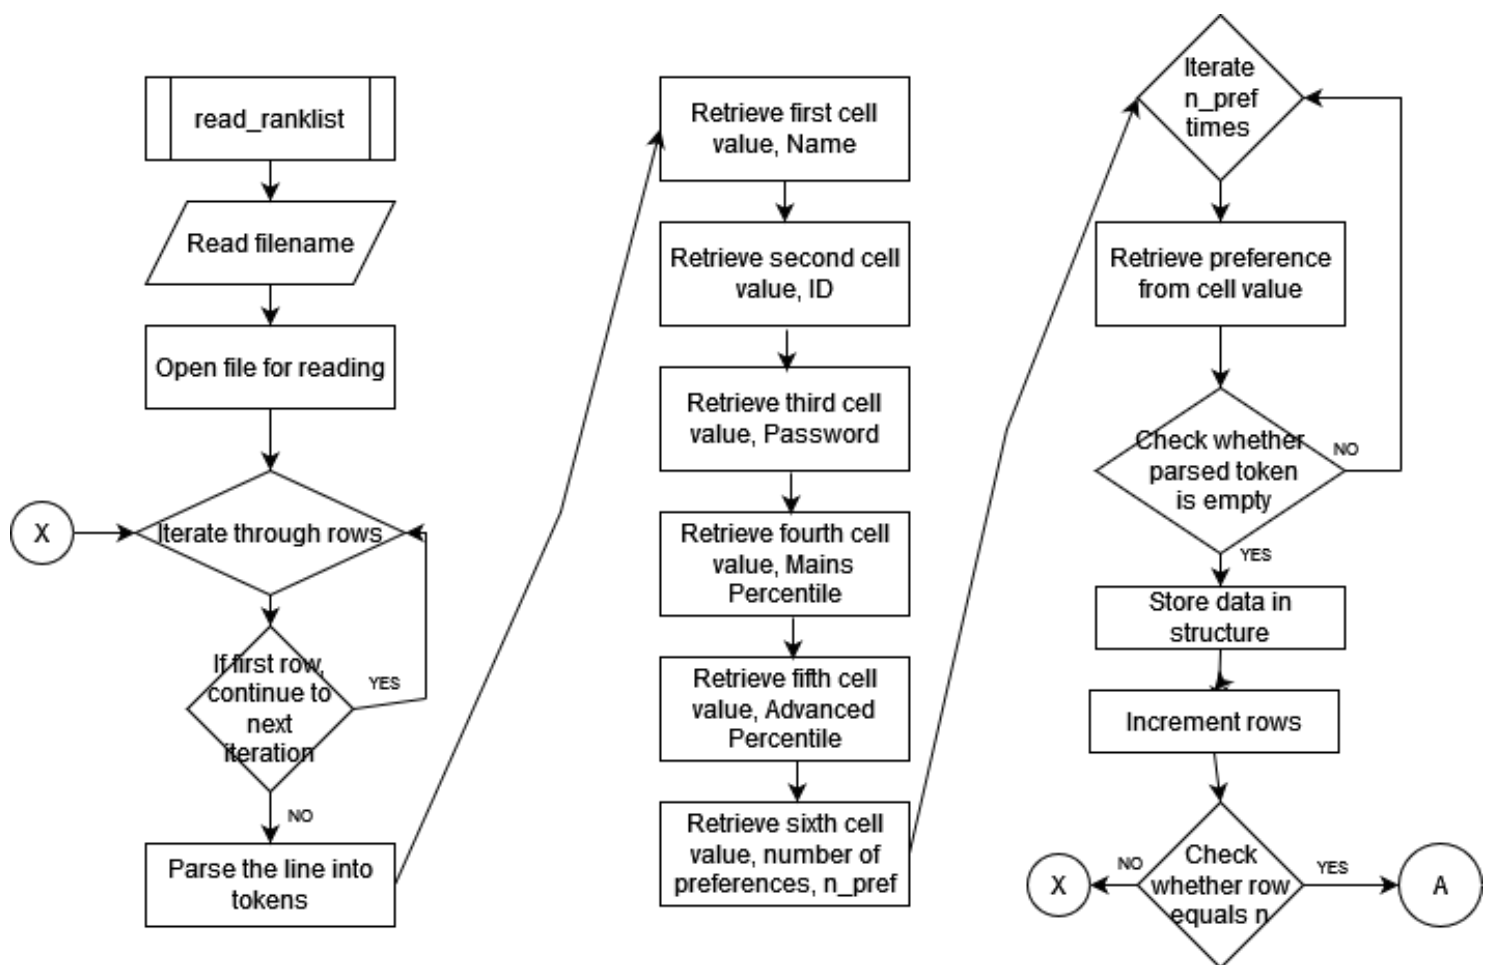 read_ranklist
Read filename
Open file for reading
X
Iterate through rows
If first row,
continue to
next
iteration
YES
NO
Parse the line into
tokens
Retrieve first cell
value, Name
Retrieve second cell
value, ID
Retrieve third cell
value, Password
Retrieve fourth cell
value, Mains
Percentile
Retrieve fifth cell
value, Advanced
Percentile
Retrieve sixth cell
value, number of
preferences, n_pref
Iterate
n_pref
times
Retrieve preference
from cell value
Check whether
parsed token
is empty
NO
YES
Store data in
structure
Increment rows
Check
whether row
equals n
NO
X
YES
A